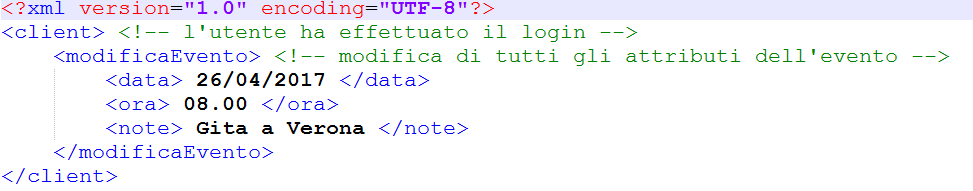 <?xml version="1.0" encoding="UTF-8"?>
<client> <!-- l'utente ha effettuato il login -->
<modificaEvento> <!-- modifica di tutti gli attributi dell'evento -->
<data> 26/04/2017 </data>
<ora> 08.00 </ora>
<note> Gita a Verona </note>
</modificaEvento>
</client>